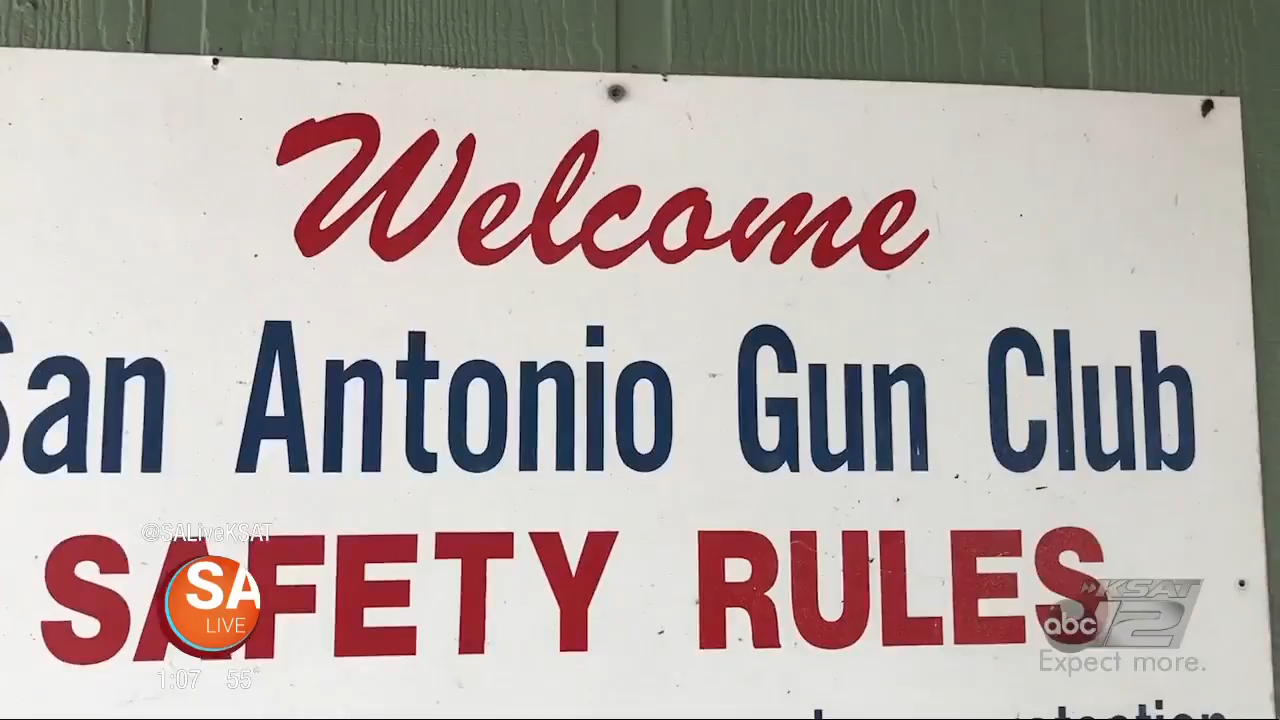 Welcome
San Antonio Gun Club
SAFETY RULES
@SALiveKSAT
SA
LIVE
1:07 55°
KSAT
abc 12
Expect more.